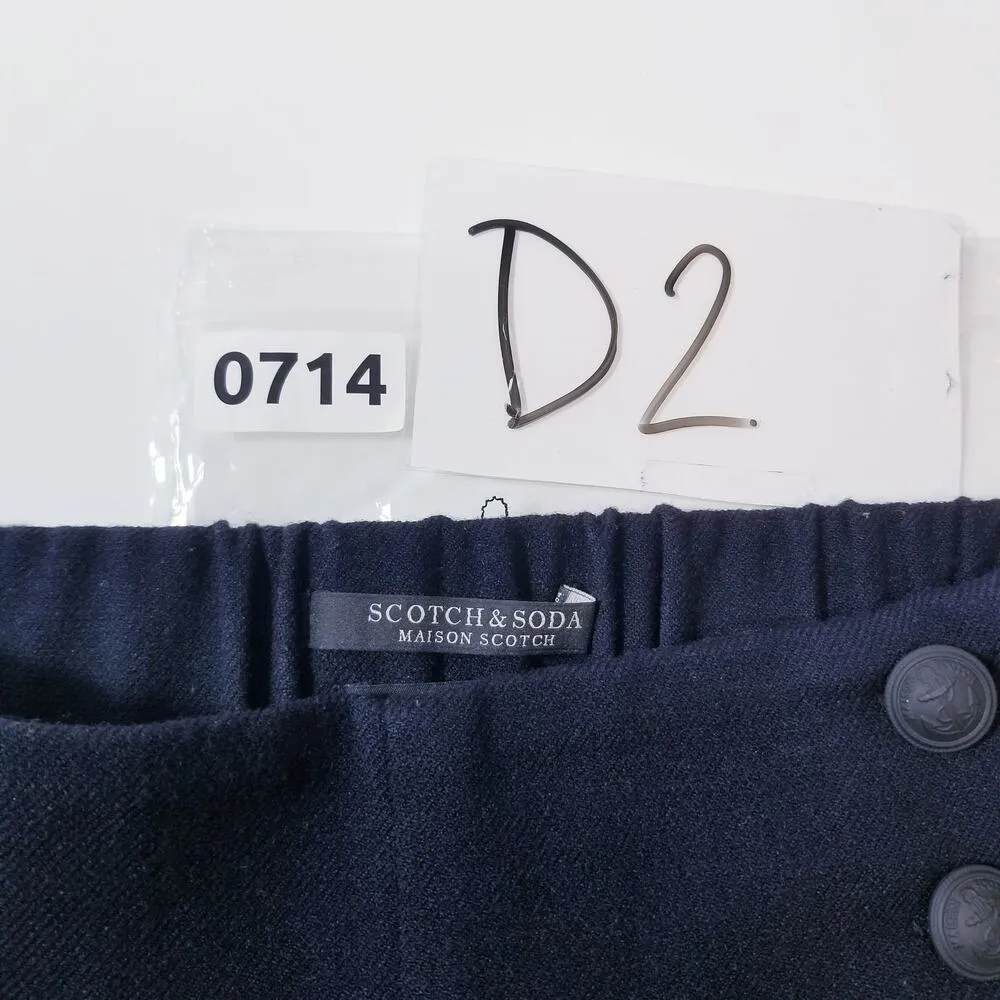 D2
0714
SCOTCH & SODA
MAISON SCOTCH